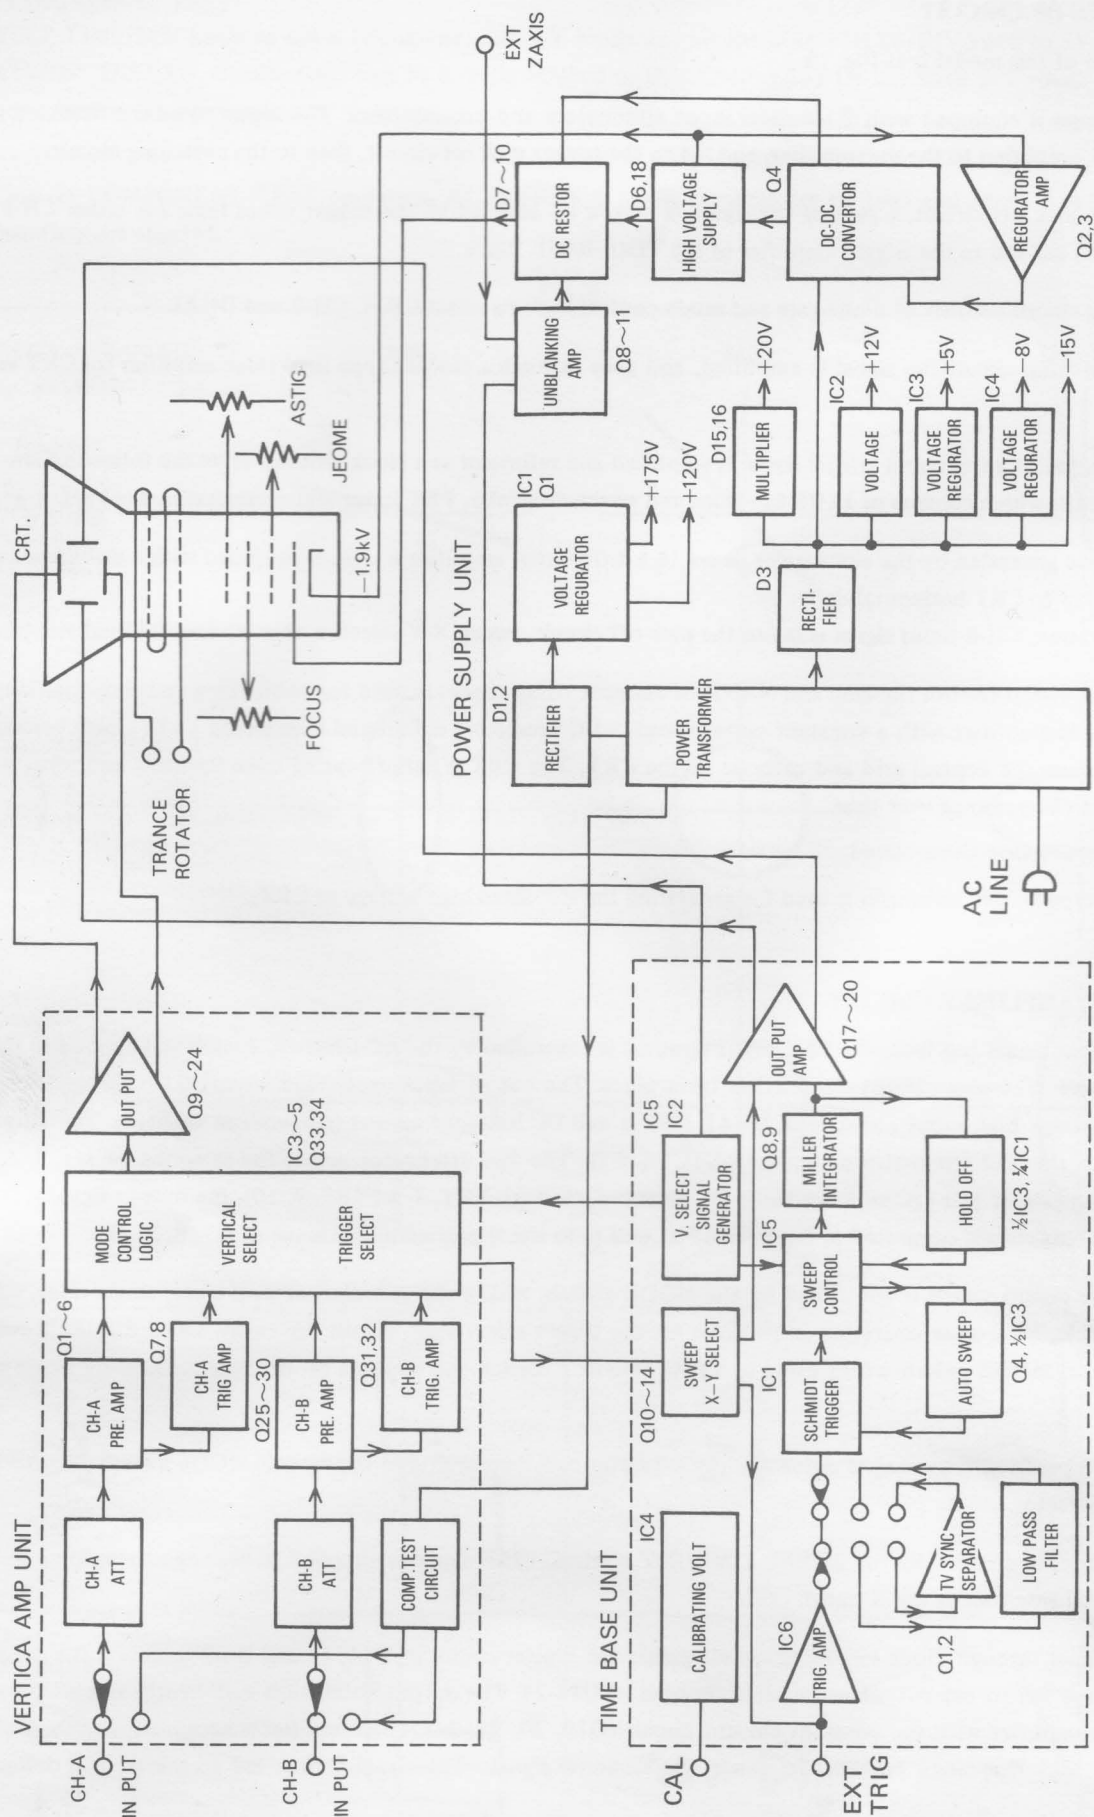 VERTICA AMP UNIT
CH-A
IN PUT
CH-A
ATT
CH-A
PRE. AMP
Q1~6
CH-A
TRIG AMP
Q7,8
CH-B
IN PUT
CH-B
ATT
CH-B
PRE. AMP
Q25~30
CH-B
TRIG. AMP
Q31,32
COMP.TEST
CIRCUIT
MODE
CONTROL
LOGIC
VERTICAL
SELECT
TRIGGER
SELECT
IC3~5
Q33,34
OUT PUT
Q9~24
CRT.
TRANCE
ROTATOR
FOCUS
ASTIG
JEOME
-1.9kV
EXT
ZAXIS
TIME BASE UNIT
CAL
CALIBRATING VOLT
IC4
EXT
TRIG
TRIG. AMP
IC6
Q1,2
TV SYNC
SEPARATOR
LOW PASS
FILTER
SWEEP
X-Y SELECT
Q10~14
V. SELECT
SIGNAL
GENERATOR
IC5
IC2
SCHMIDT
TRIGGER
IC1
SWEEP
CONTROL
IC5
MILLER
INTEGRATOR
Q8,9
AUTO SWEEP
Q4, ½IC3
HOLD OFF
½IC3, ¼IC1
OUT PUT
AMP
Q17~20
POWER SUPPLY UNIT
AC
LINE
POWER
TRANSFORMER
RECTIFIER
D1,2
VOLTAGE
REGURATOR
IC1
Q1
+175V
+120V
RECTI-
FIER
D3
MULTIPLIER
D15,16
+20V
VOLTAGE
IC2
+12V
VOLTAGE
REGURATOR
IC3
+5V
VOLTAGE
REGURATOR
IC4
-8V
-15V
UNBLANKING
AMP
Q8~11
DC RESTOR
D7~10
HIGH VOLTAGE
SUPPLY
D6,18
DC-DC
CONVERTOR
Q4
REGURATOR
AMP
Q2,3